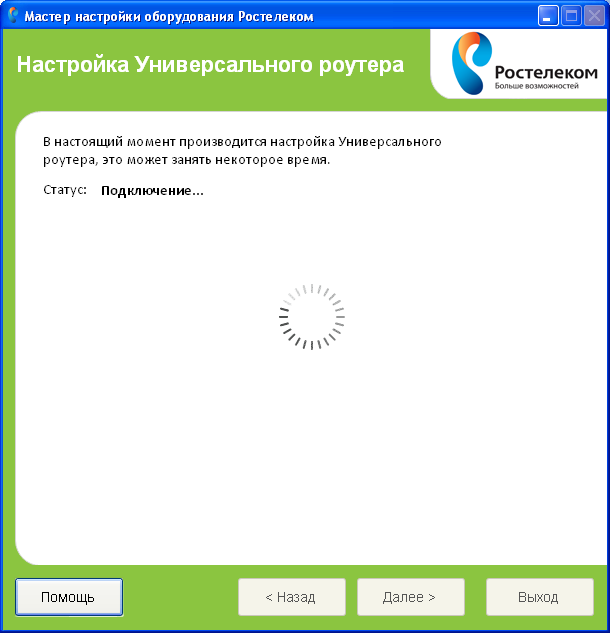 Мастер настройки оборудования Ростелеком
Настройка Универсального роутера
Ростелеком
Больше возможностей
В настоящий момент производится настройка Универсального
роутера, это может занять некоторое время.
Статус: Подключение...
Помощь
< Назад
Далее >
Выход